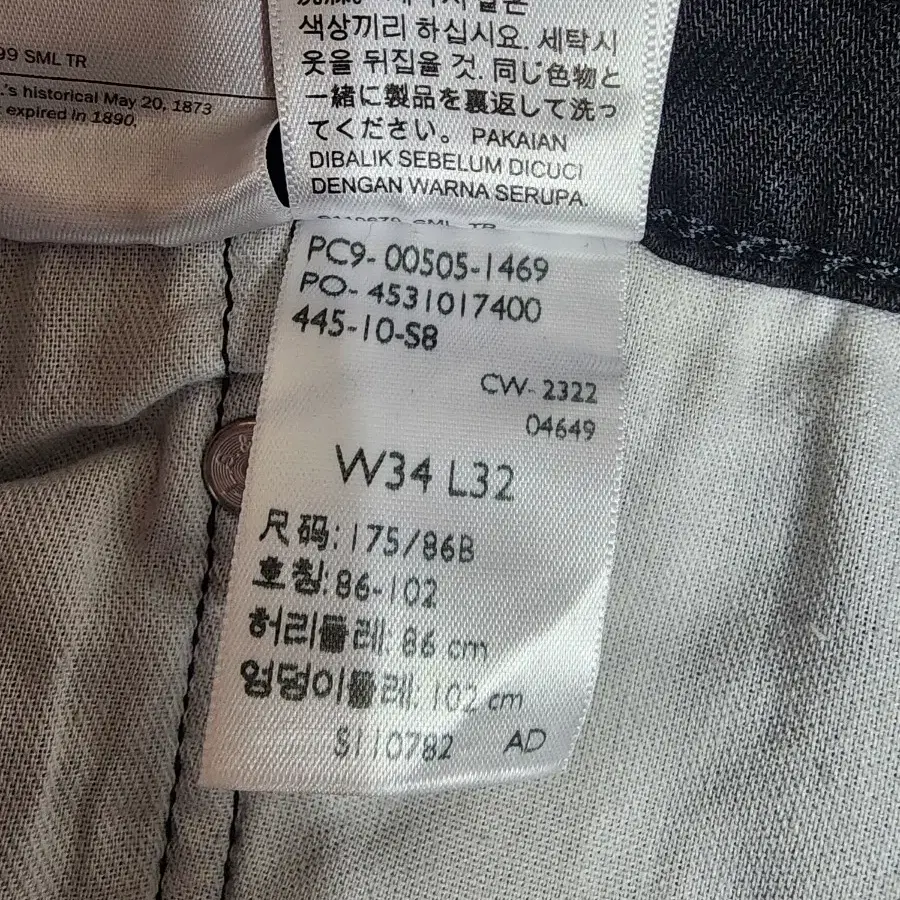 99 SML TR
.'s historical May 20, 1873
expired in 1890.
색상끼리 하십시요. 세탁시
옷을 뒤집을 것. 同じ色物と
一緒に製品を裏返して洗っ
てください。 PAKAIAN
DIBALIK SEBELUM DICUCI
DENGAN WARNA SERUPA.
SML TR
PC9-00505-1469
PO-4531017400
445-10-S8
CW-2322
04649
W34 L32
尺码:175/86B
호칭:86-102
허리둘레: 86 cm
엉덩이둘레: 102 cm
S110782 AD